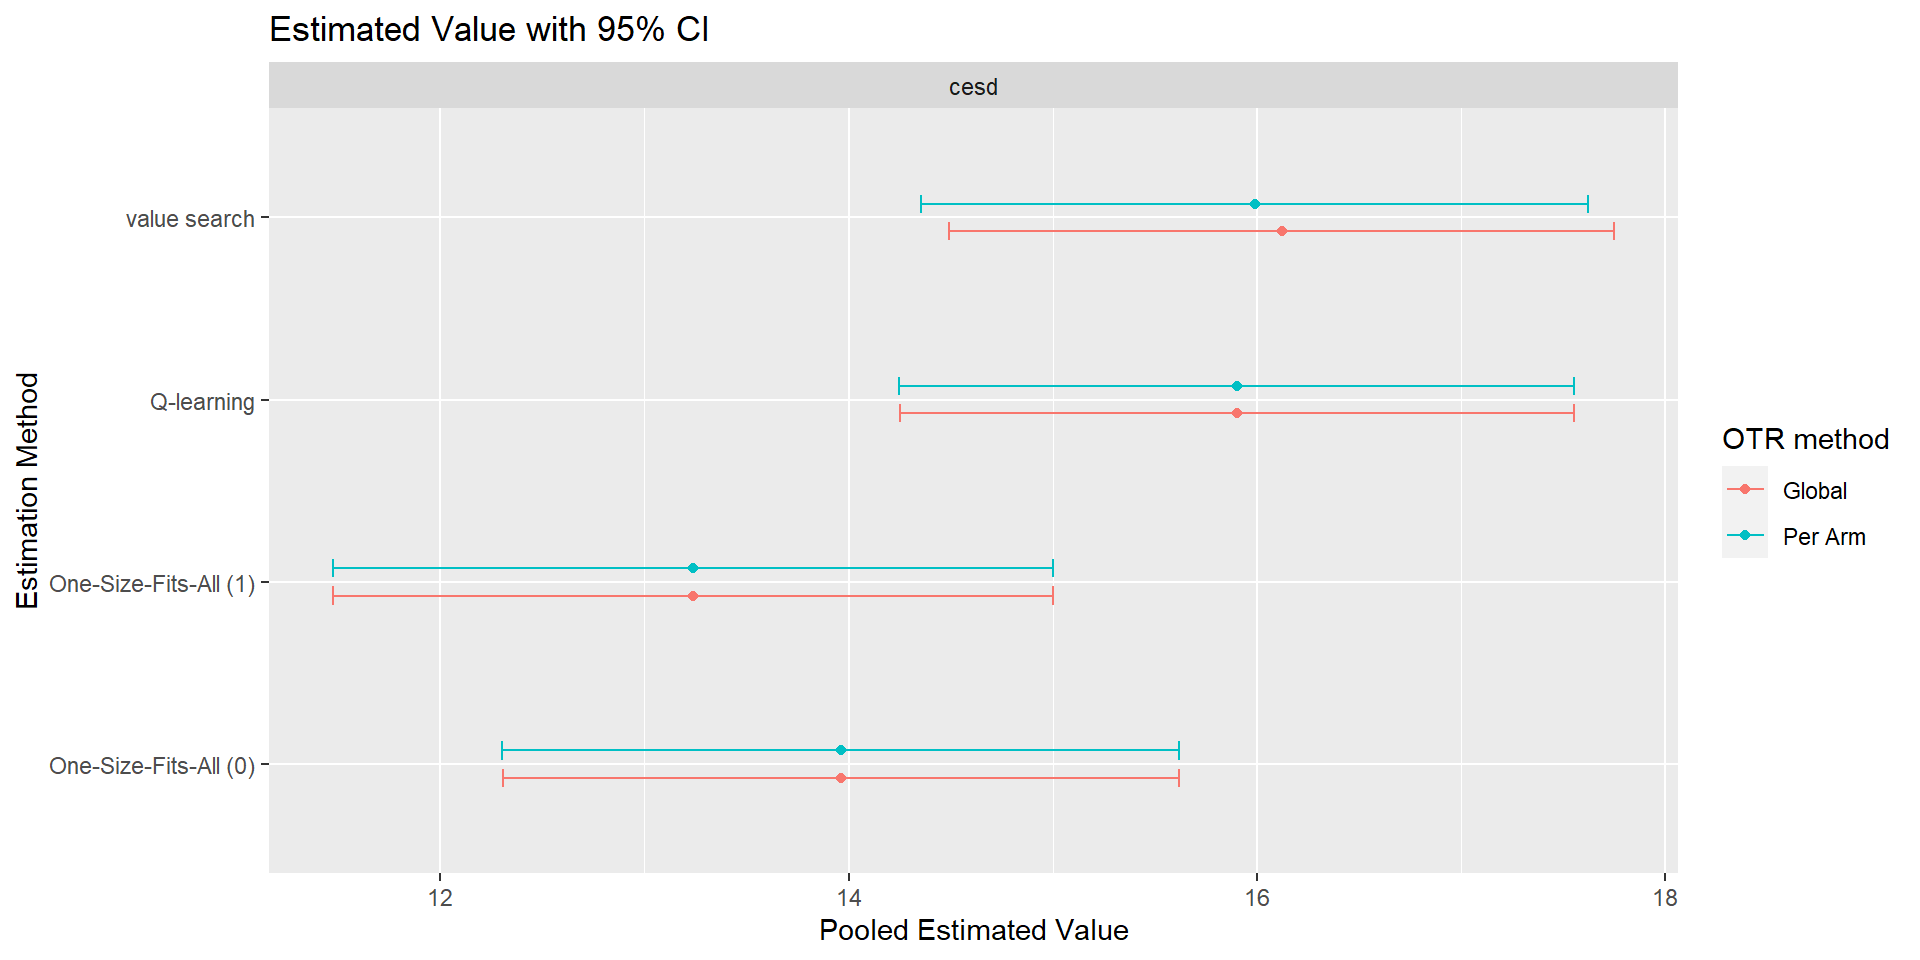 Estimated Value with 95% CI
cesd
Estimation Method
value search
Q-learning
One-Size-Fits-All (1)
One-Size-Fits-All (0)
12 14 16 18
Pooled Estimated Value
OTR method
Global
Per Arm